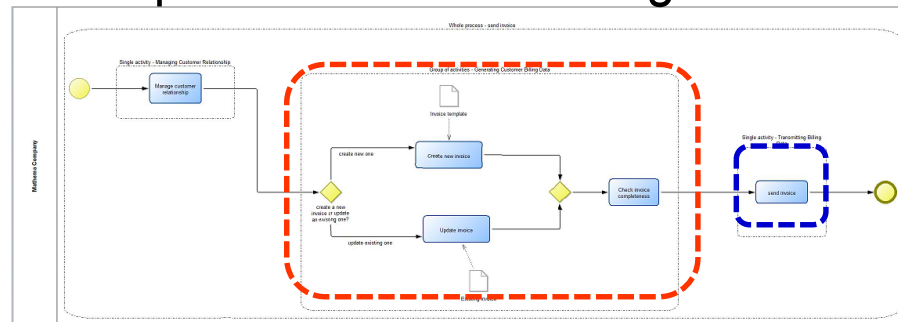 Whole process - send invoice
Single activity - Managing Customer Relationship
Group of activities - Generating Customer Billing Data
Manage customer
relationship
Invoice template
Single activity - Transmitting Billing
create new one
Create new invoice
Mathema Company
Check invoice
completeness
send invoice
create a new
invoice or update
an existing one?
Update invoice
update existing one
Existing invoice